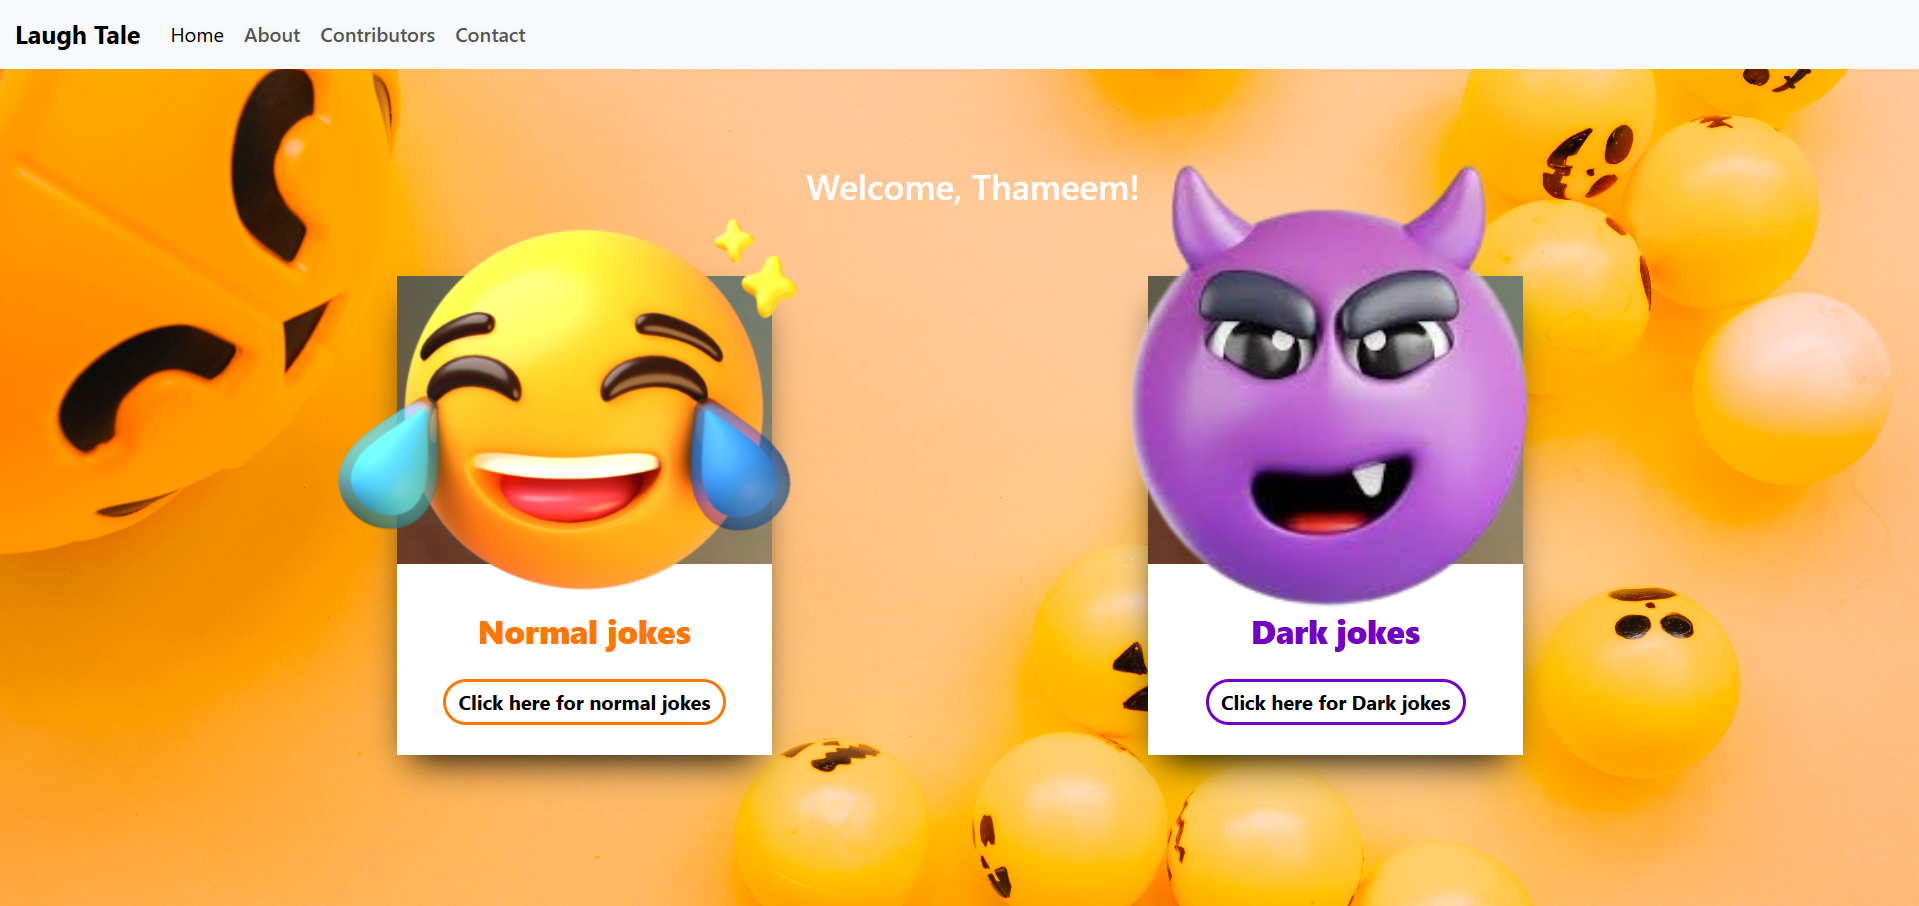 Laugh Tale Home About Contributors Contact
Welcome, Thameem!
Normal jokes
Click here for normal jokes
Dark jokes
Click here for Dark jokes